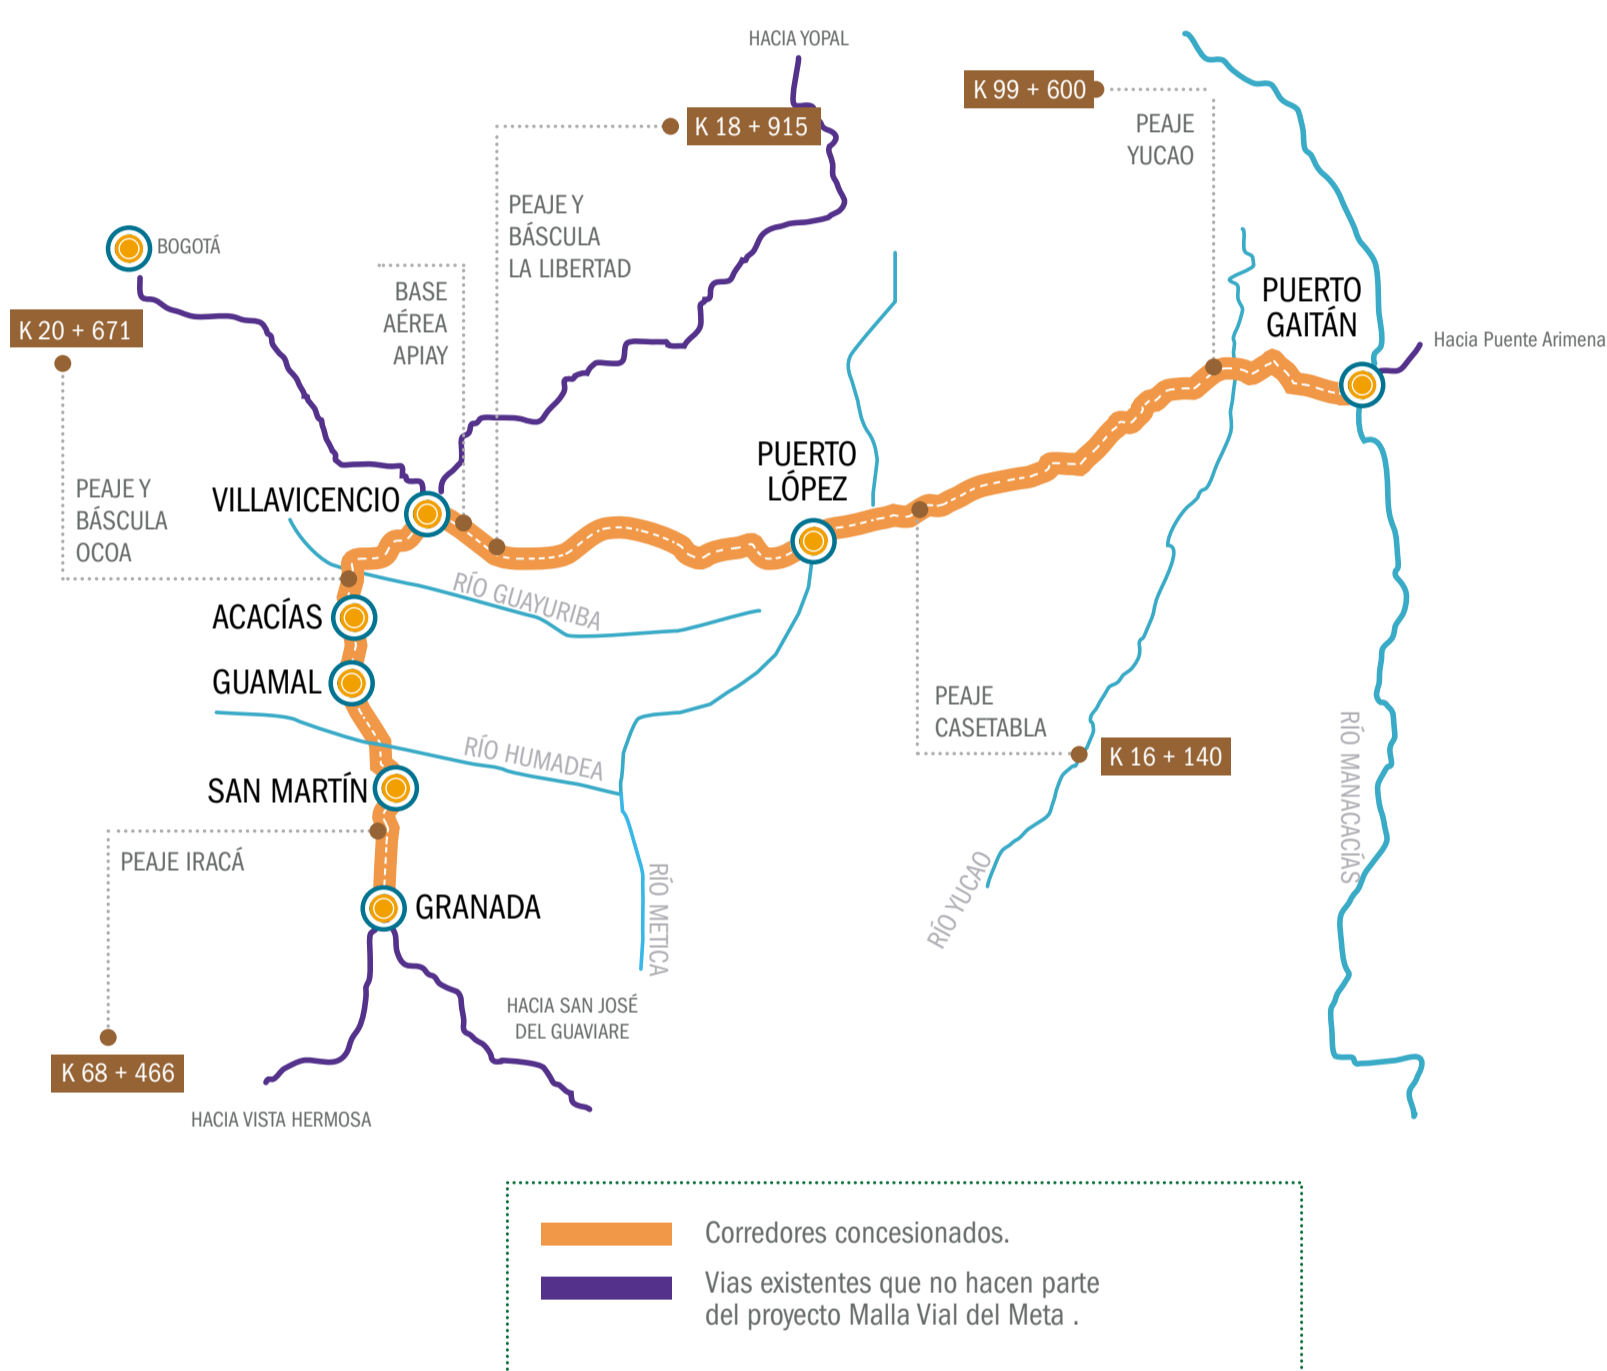 HACIA YOPAL
K 99 + 600
K 18 + 915
PEAJE
YUCAO
PEAJE Y
BÁSCULA
LA LIBERTAD
BOGOTÁ
BASE
AÉREA
APIAY
K 20 + 671
PUERTO
GAITÁN
Hacia Puente Arimena
PUERTO
LÓPEZ
VILLAVICENCIO
PEAJE Y
BÁSCULA
OCOA
RÍO GUAYURIBA
ACACÍAS
GUAMAL
PEAJE
CASETABLA
K 16 + 140
RÍO HUMADEA
RÍO MANACACÍAS
SAN MARTÍN
PEAJE IRACÁ
RÍO YUCAO
RÍO METICA
GRANADA
HACIA SAN JOSÉ
DEL GUAVIARE
K 68 + 466
HACIA VISTA HERMOSA
Corredores concesionados.
Vias existentes que no hacen parte
del proyecto Malla Vial del Meta .